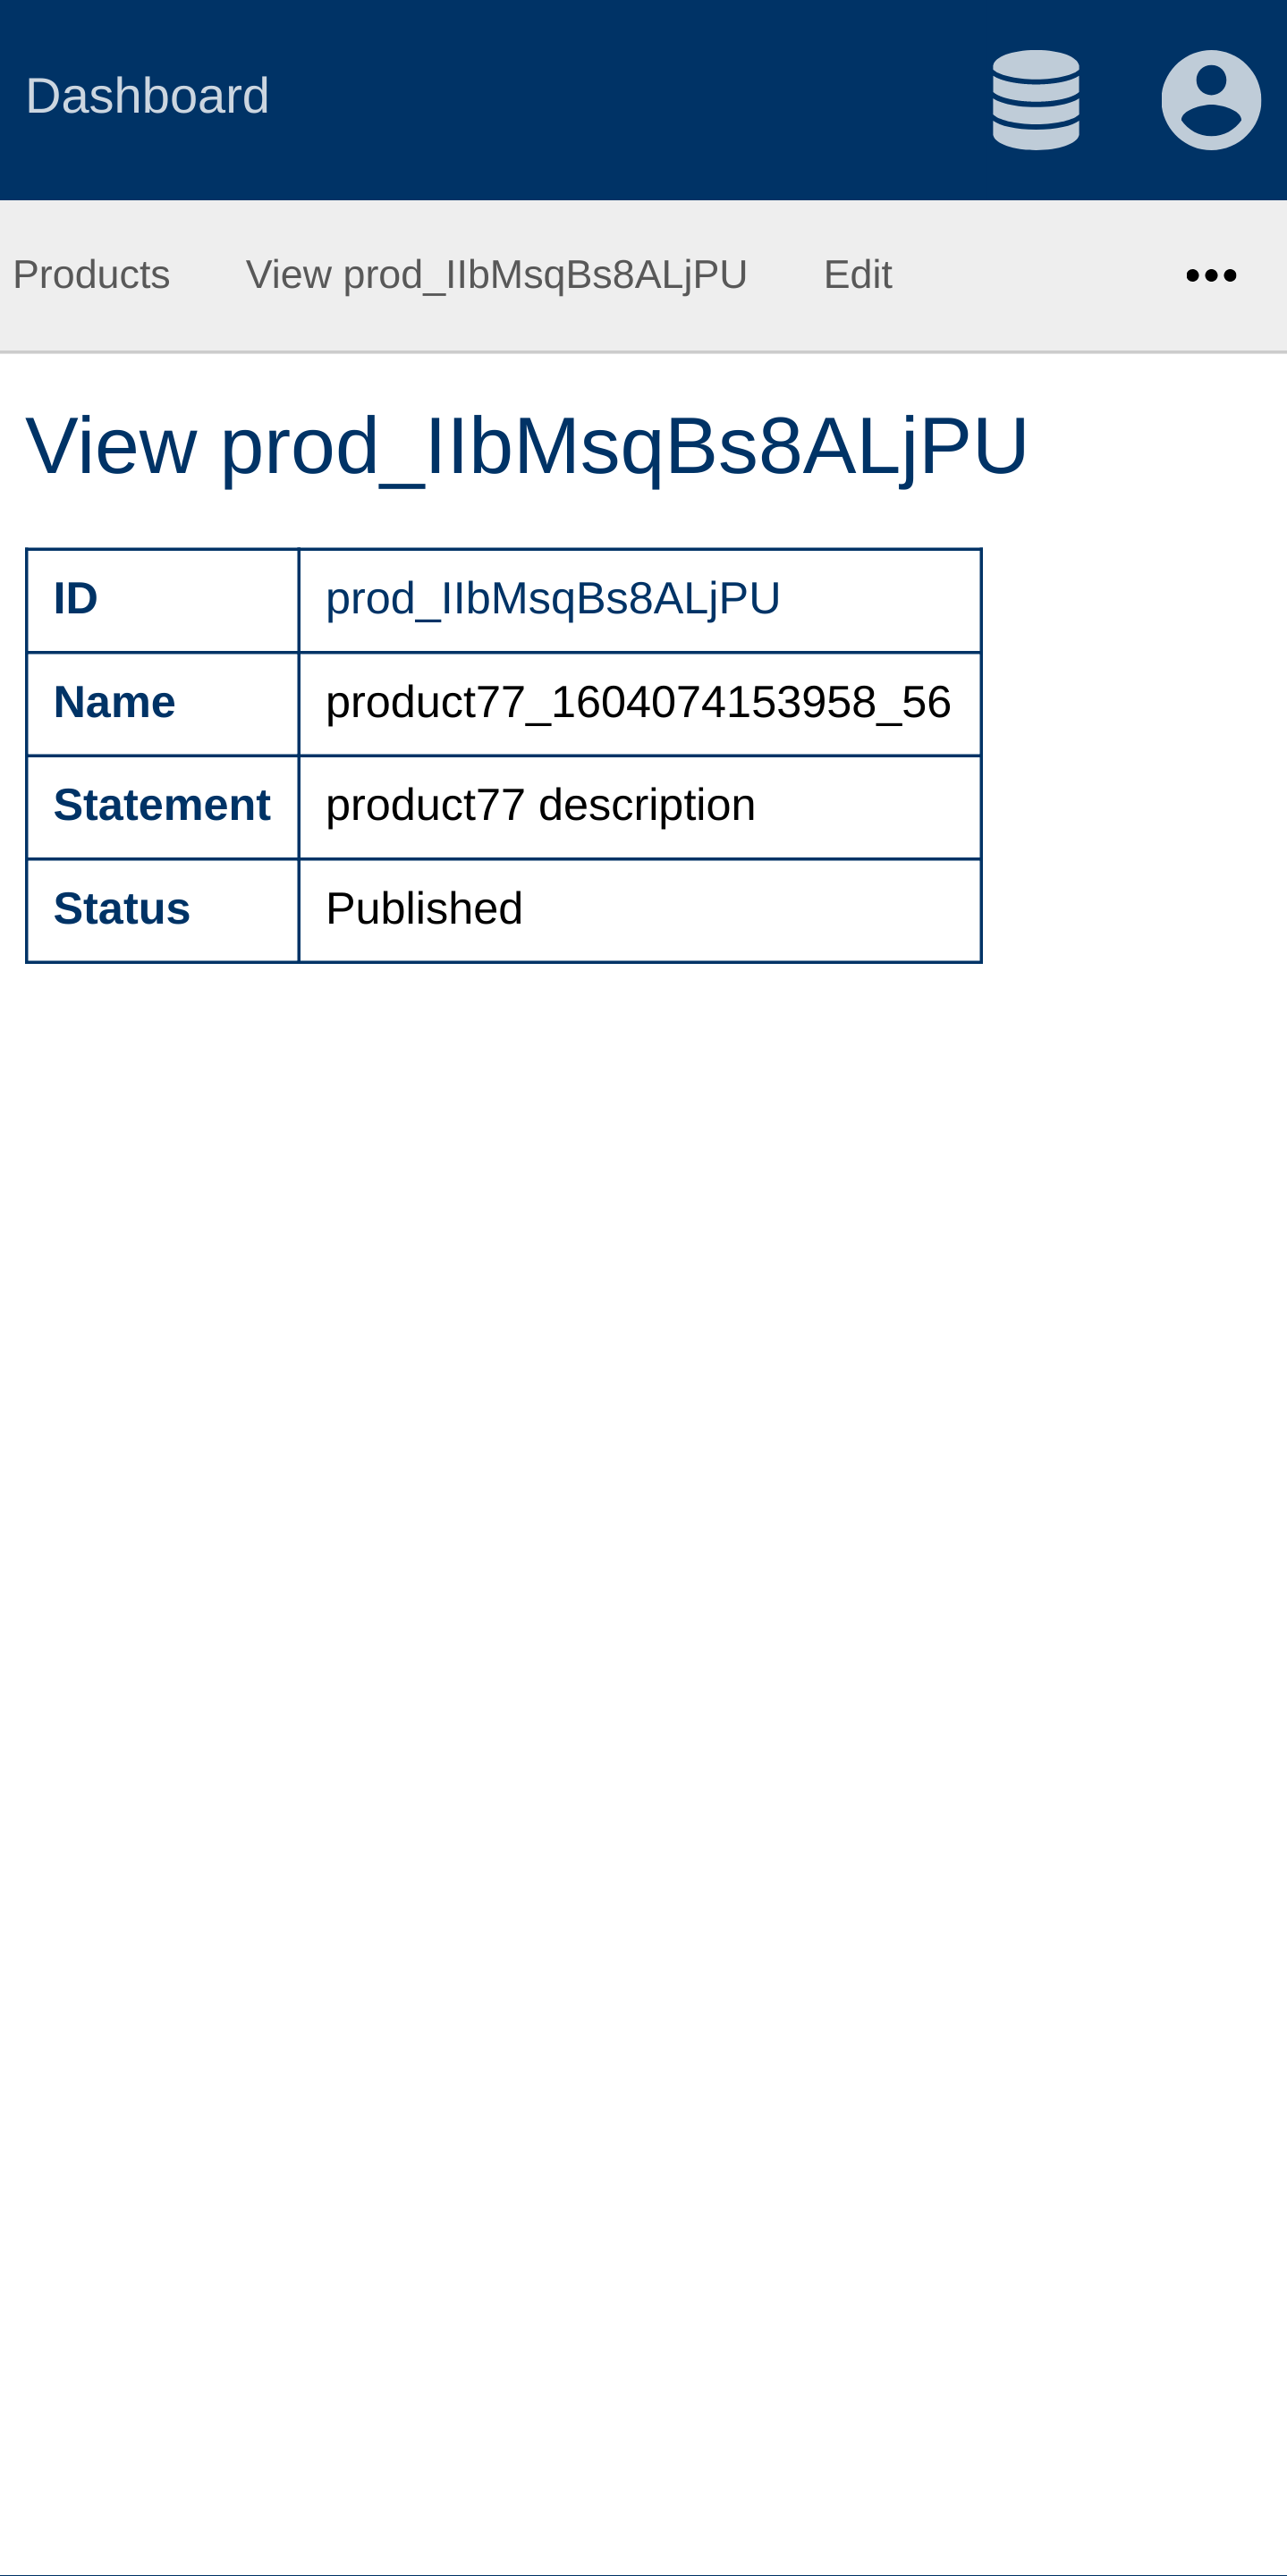 Dashboard
Products View prod_IIbMsqBs8ALjPU Edit
View prod_IIbMsqBs8ALjPU
ID prod_IIbMsqBs8ALjPU
Name product77_1604074153958_56
Statement product77 description
Status Published